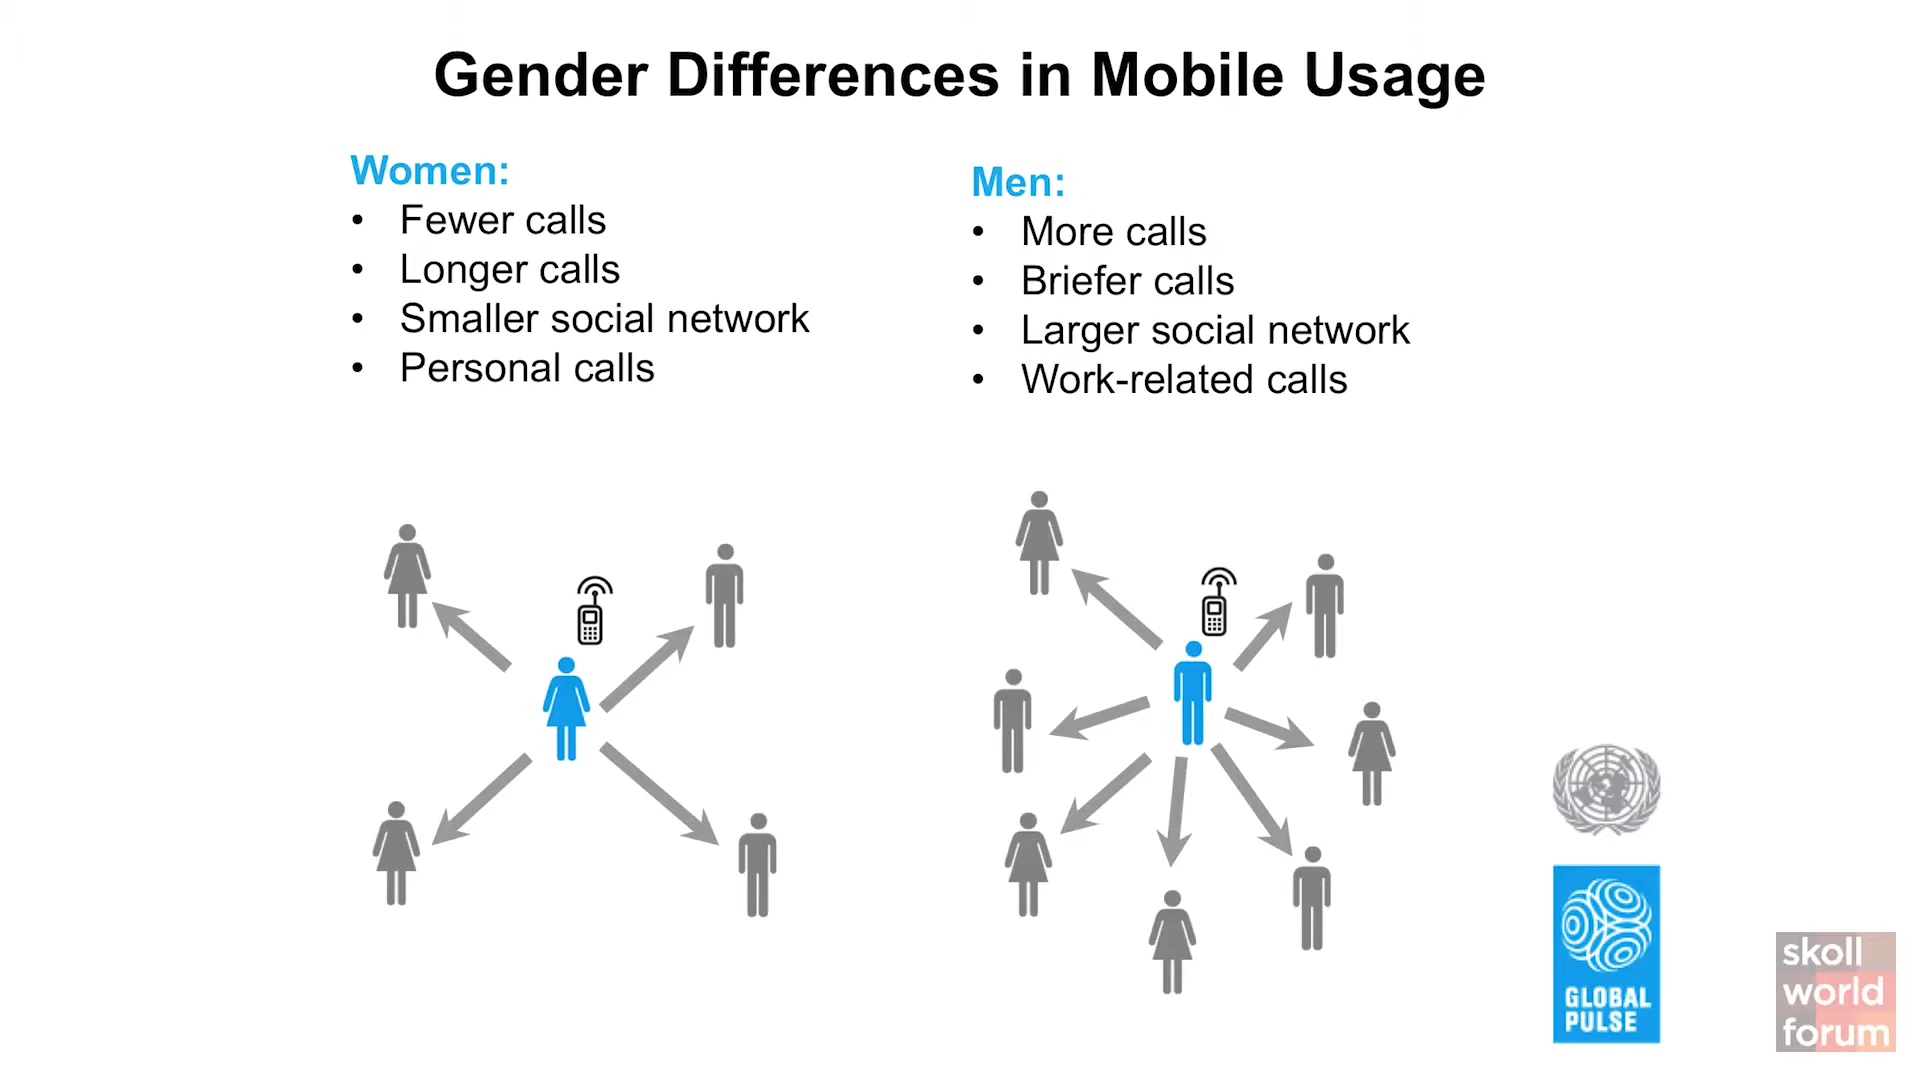 Gender Differences in Mobile Usage
Women:
• Fewer calls
• Longer calls
• Smaller social network
• Personal calls
Men:
• More calls
• Briefer calls
• Larger social network
• Work-related calls
GLOBAL
PULSE
skoll
world
forum